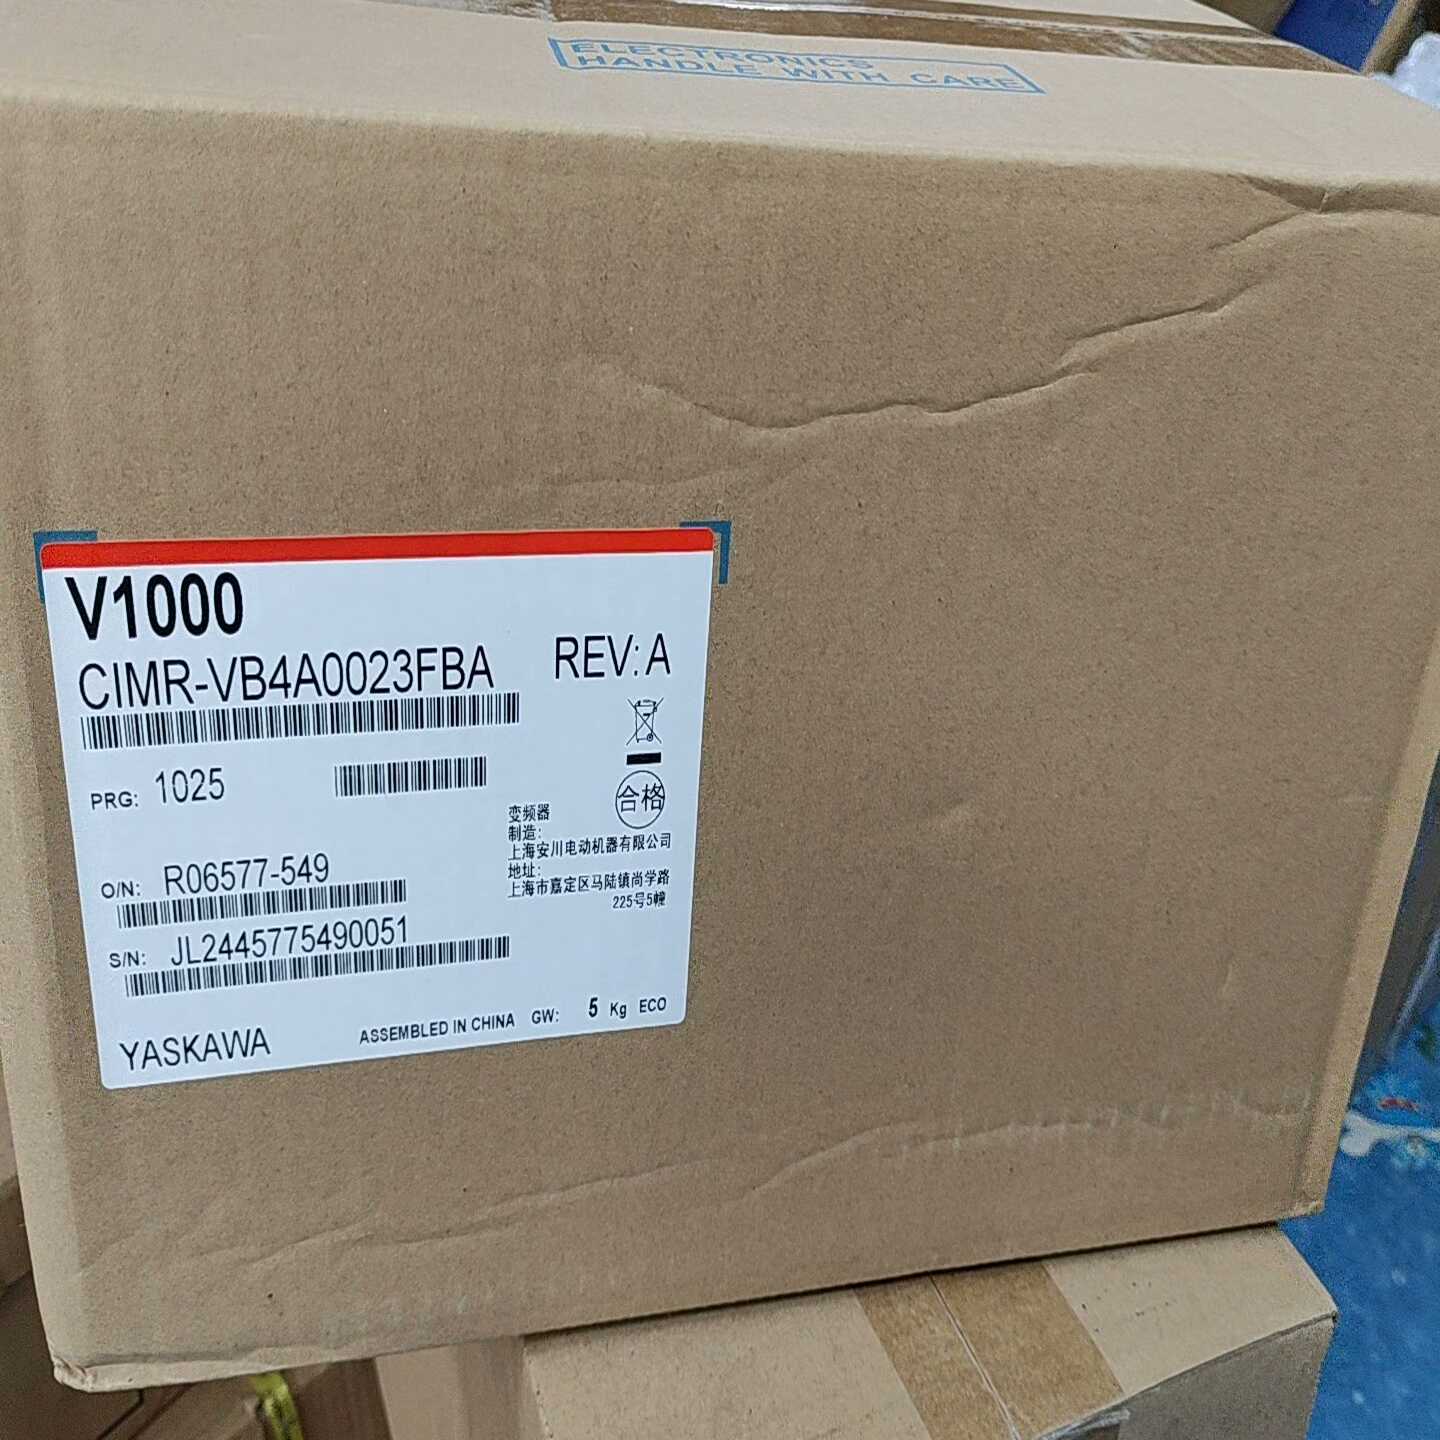 ELECTRONICS
HANDLE WITH CARE
V1000
CIMR-VB4A0023FBA REV: A
PRG: 1025
合格
变频器
制造:
上海安川电动机器有限公司
地址:
上海市嘉定区马陆镇尚学路
225号5幢
O/N: R06577-549
S/N: JL2445775490051
YASKAWA ASSEMBLED IN CHINA GW: 5 Kg ECO